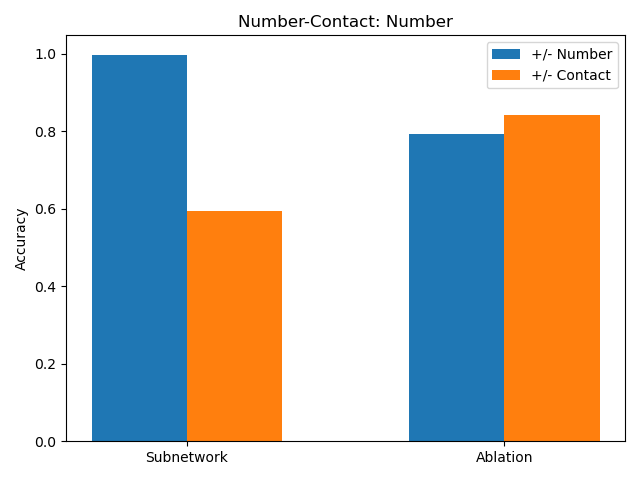 Number-Contact: Number
+/- Number
+/- Contact
Accuracy
1.0
0.8
0.6
0.4
0.2
0.0
Subnetwork
Ablation